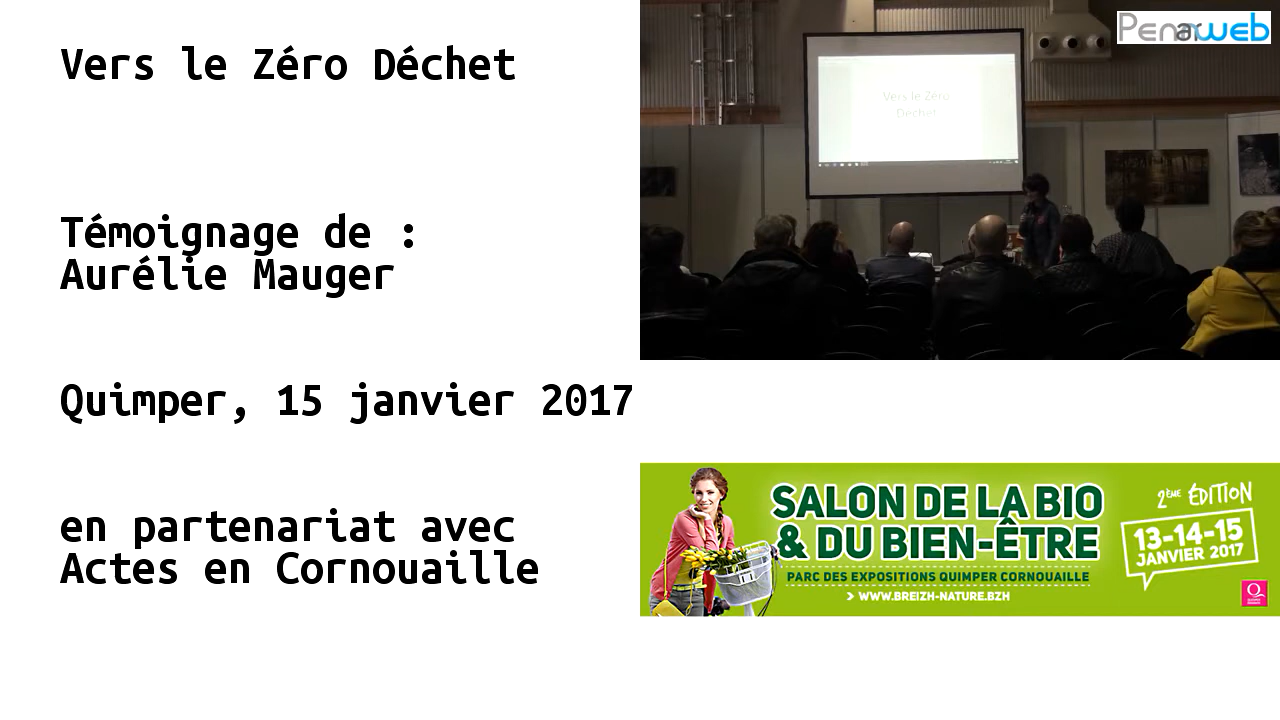 Vers le Zéro Déchet
Témoignage de :
Aurélie Mauger
Quimper, 15 janvier 2017
en partenariat avec
Actes en Cornouaille
Penarweb
Vers le Zéro
Déchet
SALON DE LA BIO
& DU BIEN-ÊTRE
PARC DES EXPOSITIONS QUIMPER CORNOUAILLE
> WWW.BREIZH-NATURE.BZH
2ÈME ÉDITION
13-14-15
JANVIER 2017
Q